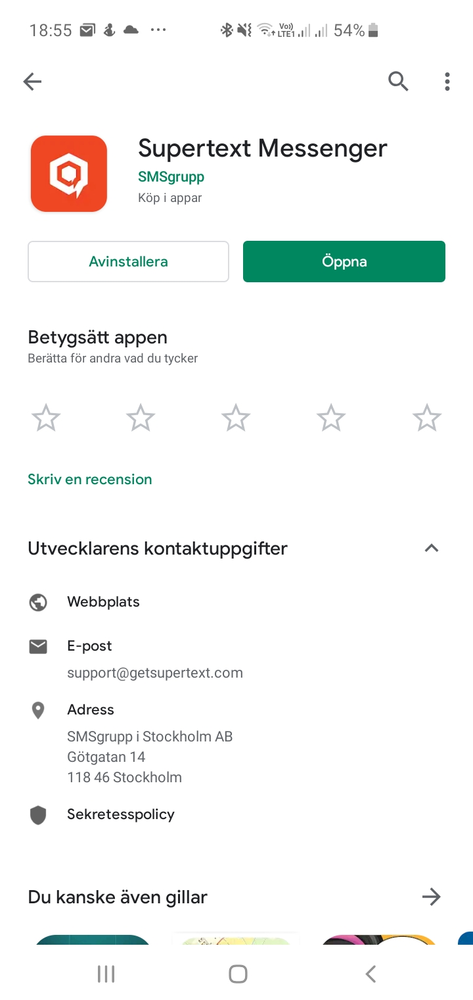 18:55 Vo)) LTE1 54%
Supertext Messenger
SMSgrupp
Köp i appar
Avinstallera Öppna
Betygsätt appen
Berätta för andra vad du tycker
Skriv en recension
Utvecklarens kontaktuppgifter
Webbplats
E-post
support@getsupertext.com
Adress
SMSgrupp i Stockholm AB
Götgatan 14
118 46 Stockholm
Sekretesspolicy
Du kanske även gillar